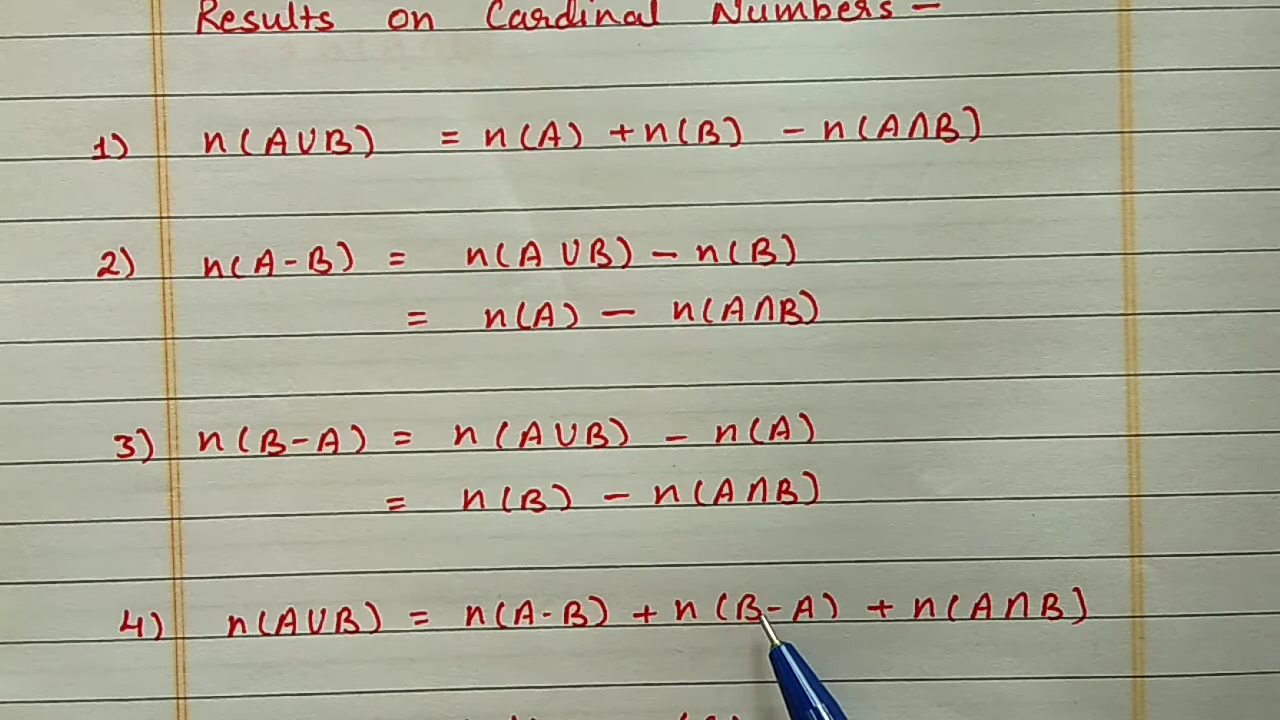 Results on Cardinal Numbers –
1) n(A∪B) = n(A) + n(B) – n(A∩B)
2) n(A-B) = n(A∪B) – n(B)
= n(A) – n(A∩B)
3) n(B-A) = n(A∪B) – n(A)
= n(B) – n(A∩B)
4) n(A∪B) = n(A-B) + n(B-A) + n(A∩B)